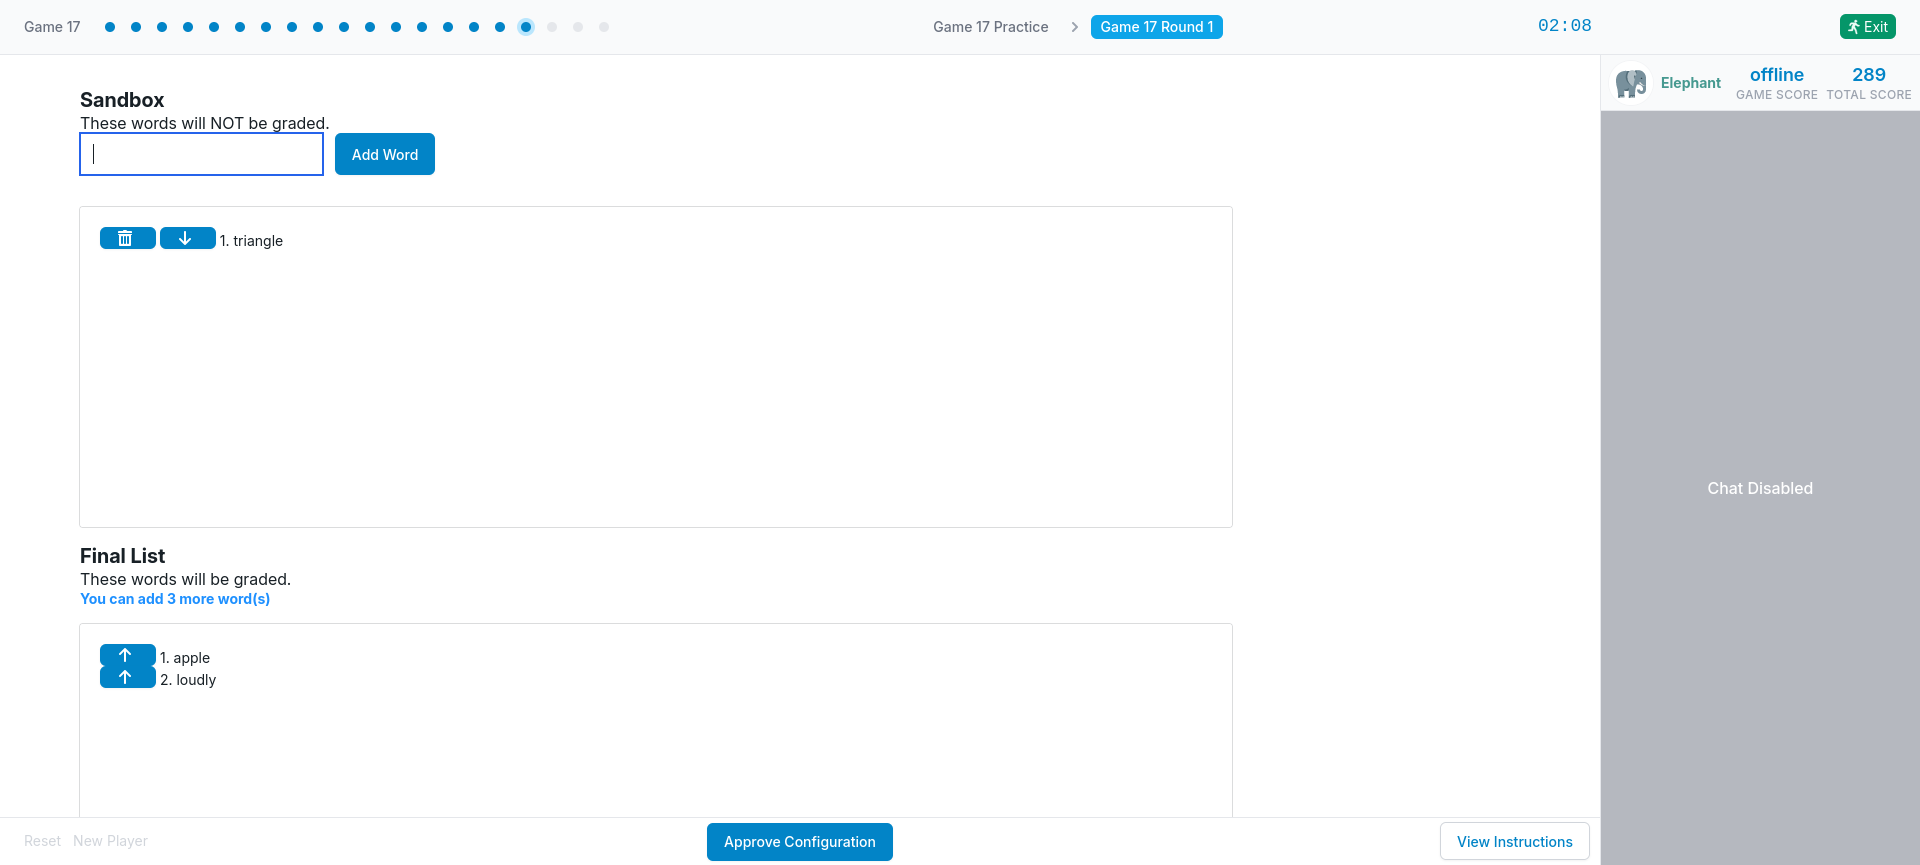 Game 17
Game 17 Practice
Game 17 Round 1
02:08
Exit
Elephant
offline
GAME SCORE
289
TOTAL SCORE
Sandbox
These words will NOT be graded.
Add Word
1. triangle
Final List
These words will be graded.
You can add 3 more word(s)
1. apple
2. loudly
Chat Disabled
Reset
New Player
Approve Configuration
View Instructions